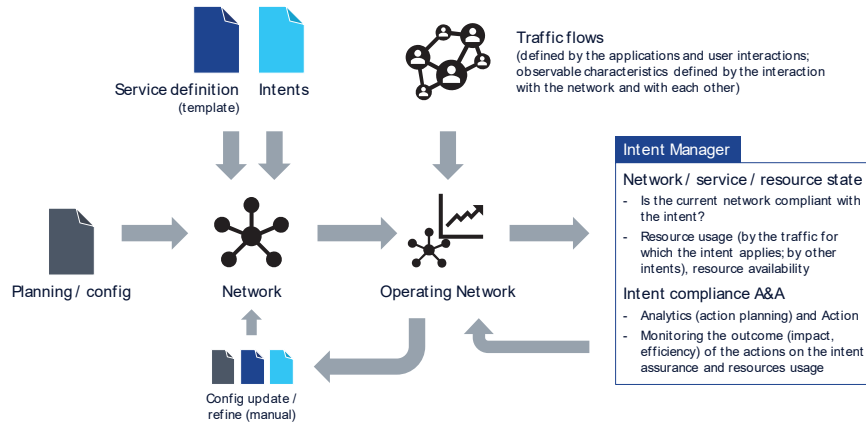 Service definition
(template)
Intents
Traffic flows
(defined by the applications and user interactions;
observable characteristics defined by the interaction
with the network and with each other)
Planning / config
Network
Operating Network
Config update /
refine (manual)
Intent Manager
Network / service / resource state
- Is the current network compliant with
the intent?
- Resource usage (by the traffic for
which the intent applies; by other
intents), resource availability
Intent compliance A&A
- Analytics (action planning) and Action
- Monitoring the outcome (impact,
efficiency) of the actions on the intent
assurance and resources usage